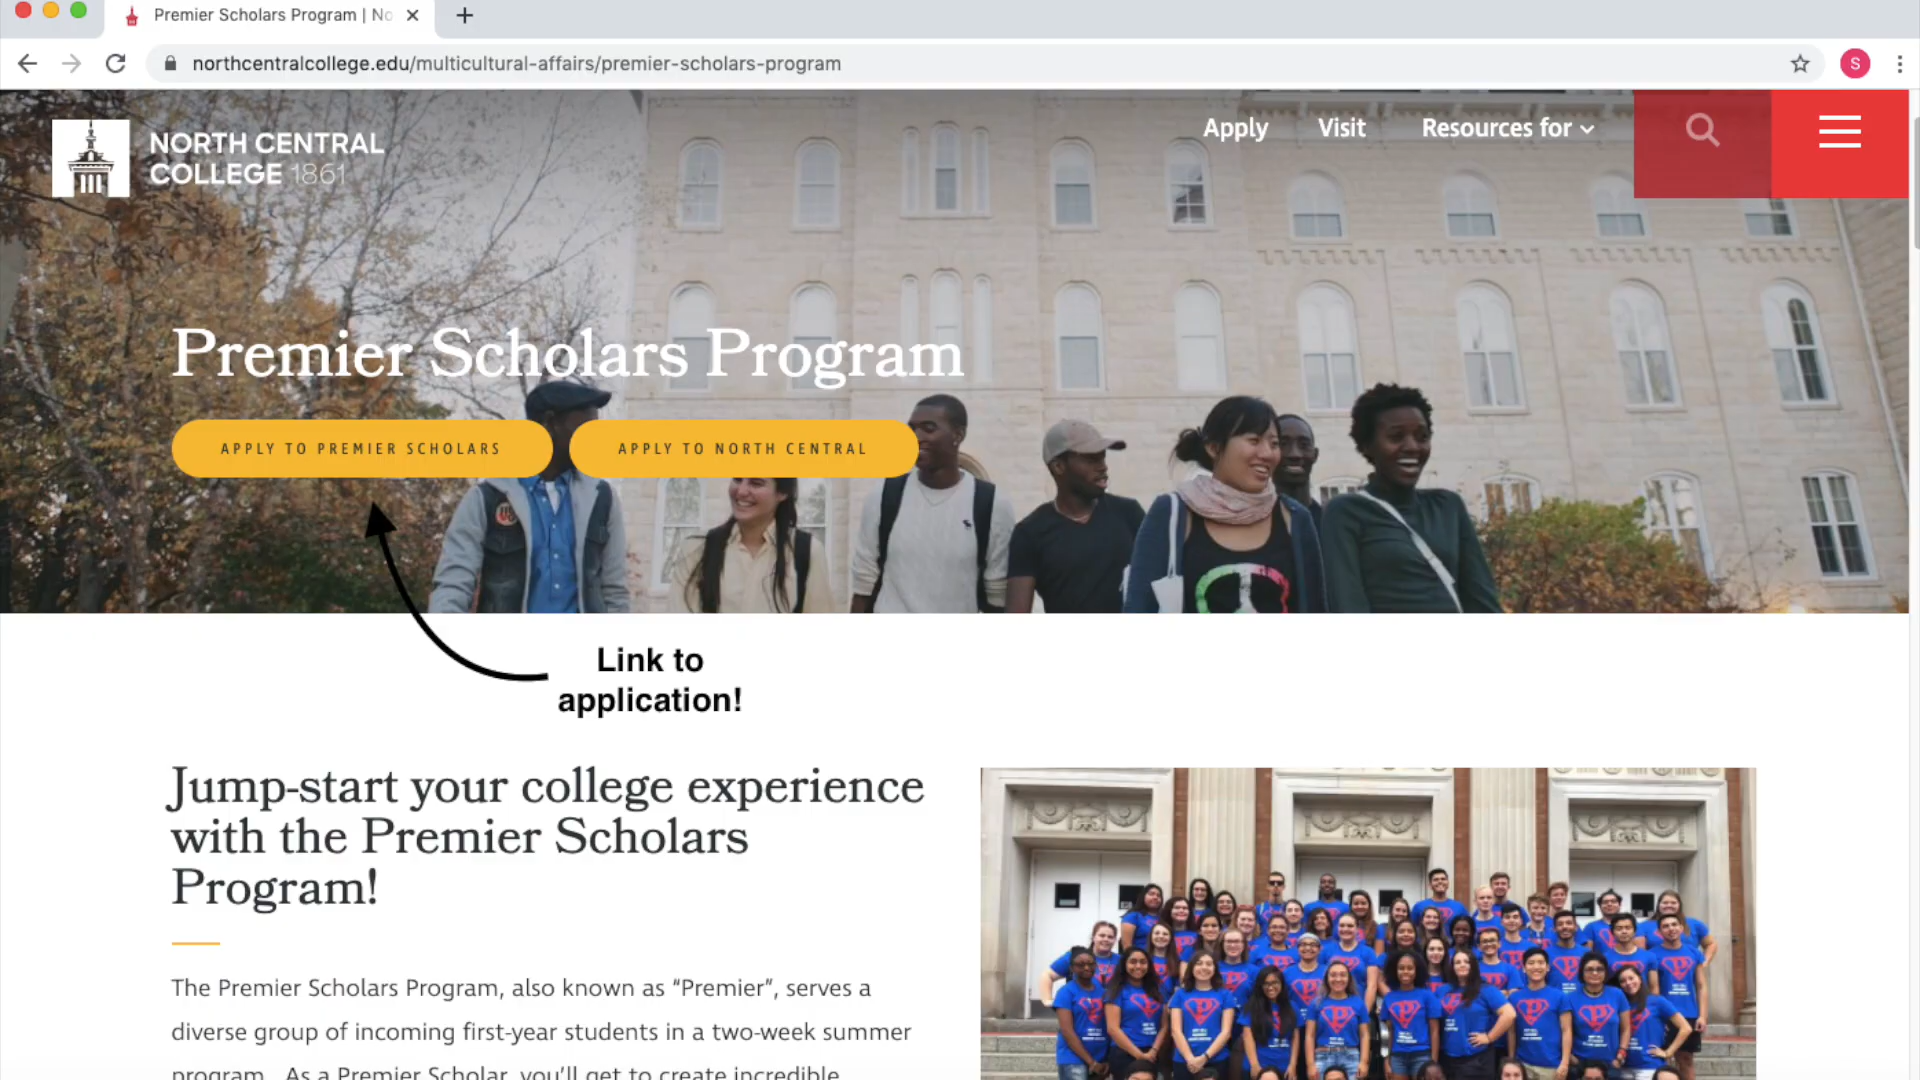 Premier Scholars Program | No
northcentralcollege.edu/multicultural-affairs/premier-scholars-program
S
NORTH CENTRAL
COLLEGE 1861
Apply
Visit
Resources for
Premier Scholars Program
APPLY TO PREMIER SCHOLARS
APPLY TO NORTH CENTRAL
Link to
application!
Jump-start your college experience
with the Premier Scholars
Program!
The Premier Scholars Program, also known as “Premier”, serves a
diverse group of incoming first-year students in a two-week summer
program. As a Premier Scholar, you’ll get to create incredible